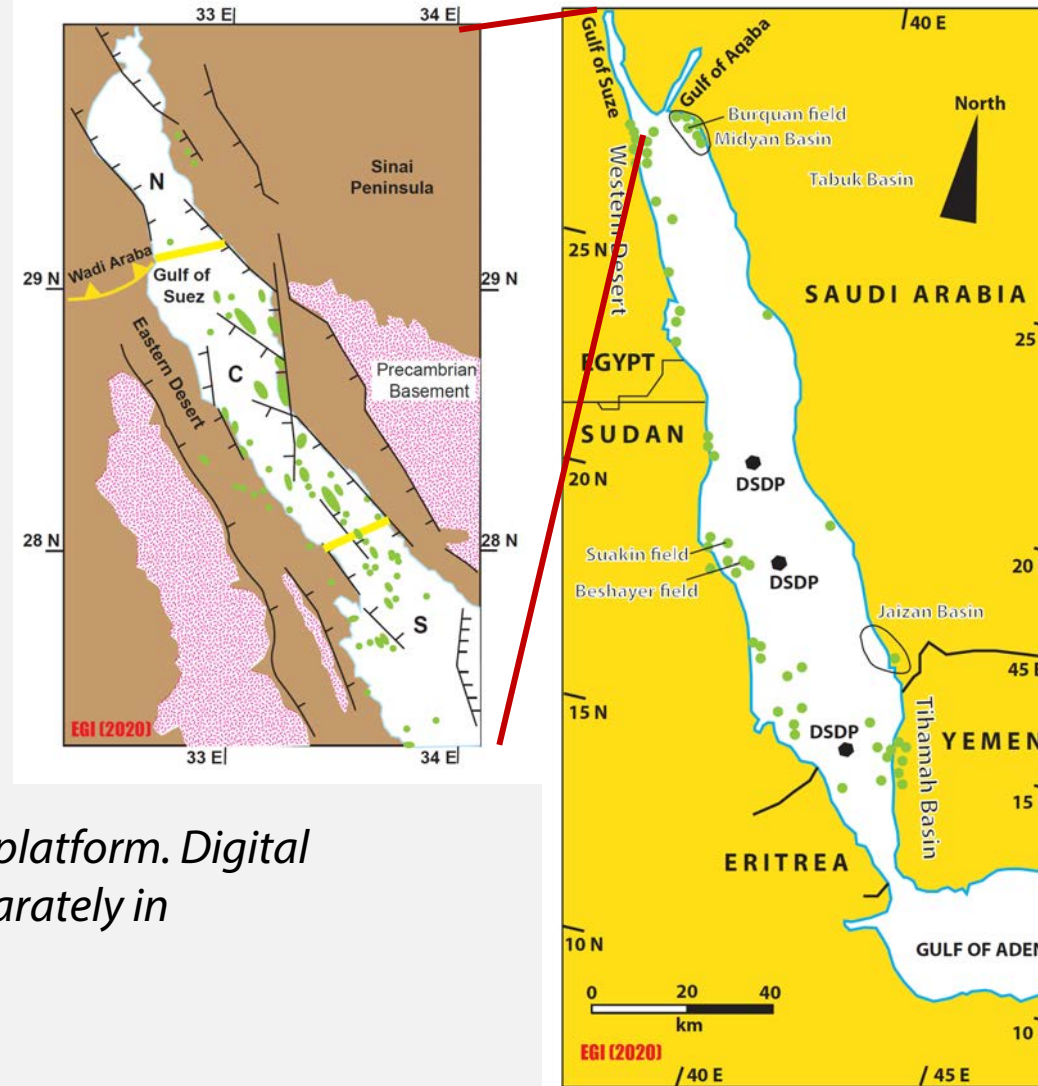 33 E
34 E
Sinai
Peninsula
N
Wadi Araba
29 N
29 N
Gulf of
Suez
Eastern Desert
C
Precambrian
Basement
28 N
28 N
S
EGI (2020)
33 E
34 E
platform. Digital
arately in
Gulf of Suze
Gulf of Aqaba
40 E
North
Burquan field
Midyan Basin
Tabuk Basin
Western Desert
25 N
SAUDI ARABIA
25
EGYPT
SUDAN
20 N
DSDP
Suakin field
DSDP
Beshayer field
20
Jaizan Basin
45 E
15 N
DSDP
Tihamah Basin
YEMEN
15
ERITREA
10 N
GULF OF ADEN
0 20 40
km
10
EGI (2020)
40 E
45 E